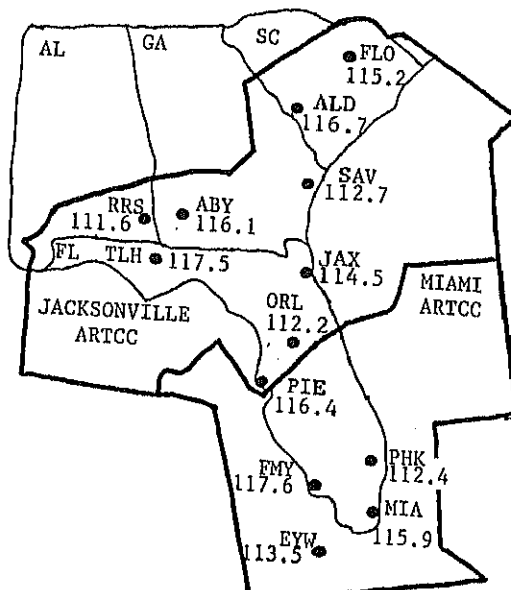 AL
GA
SC
FLO
115.2
ALD
116.7
SAV
112.7
RRS
111.6
ABY
116.1
FL
TLH
117.5
JAX
114.5
JACKSONVILLE
ARTCC
ORL
112.2
MIAMI
ARTCC
PIE
116.4
FMY
117.6
PHK
112.4
MIA
115.9
EYW
113.5